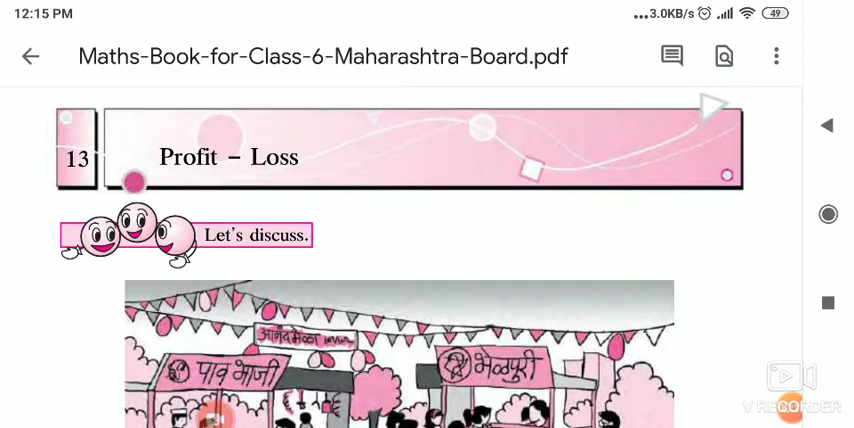 12:15 PM
...3.0KB/s
49
Maths-Book-for-Class-6-Maharashtra-Board.pdf
13
Profit – Loss
Let's discuss.
आनंदमेळा
पाव भाजी
भेळपुरी
V RECORDER